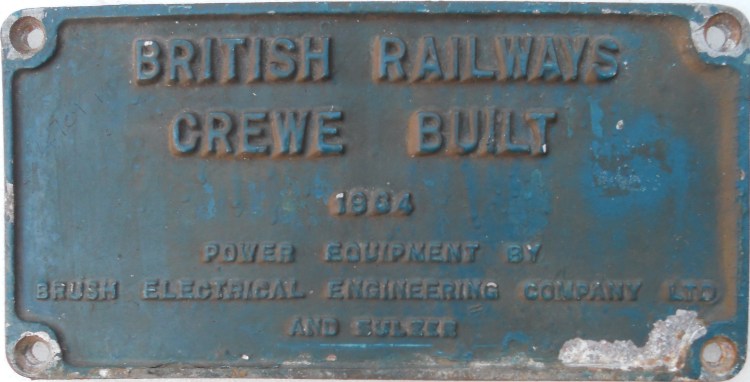 BRITISH RAILWAYS
CREWE BUILT
1964
POWER EQUIPMENT BY
BRUSH ELECTRICAL ENGINEERING COMPANY LTD
AND SULZER